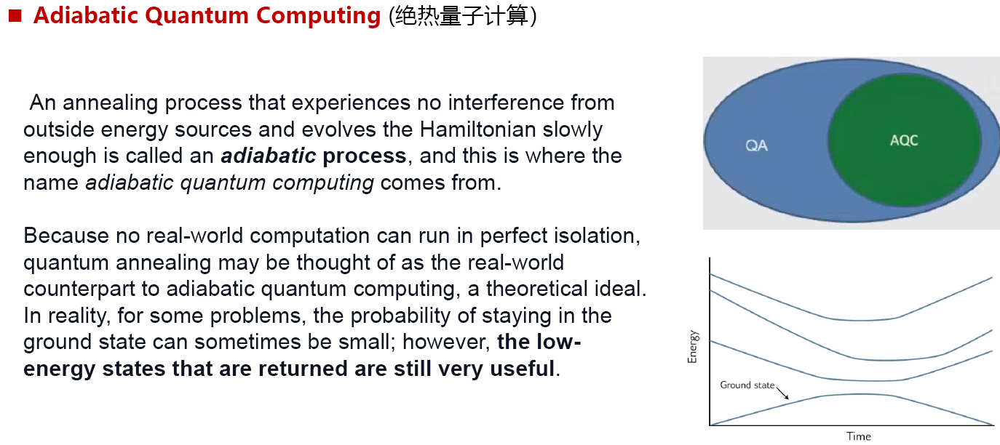 ■ Adiabatic Quantum Computing (绝热量子计算)
An annealing process that experiences no interference from
outside energy sources and evolves the Hamiltonian slowly
enough is called an adiabatic process, and this is where the
name adiabatic quantum computing comes from.
Because no real-world computation can run in perfect isolation,
quantum annealing may be thought of as the real-world
counterpart to adiabatic quantum computing, a theoretical ideal.
In reality, for some problems, the probability of staying in the
ground state can sometimes be small; however, the low-
energy states that are returned are still very useful.
QA
AQC
Energy
Ground state
Time